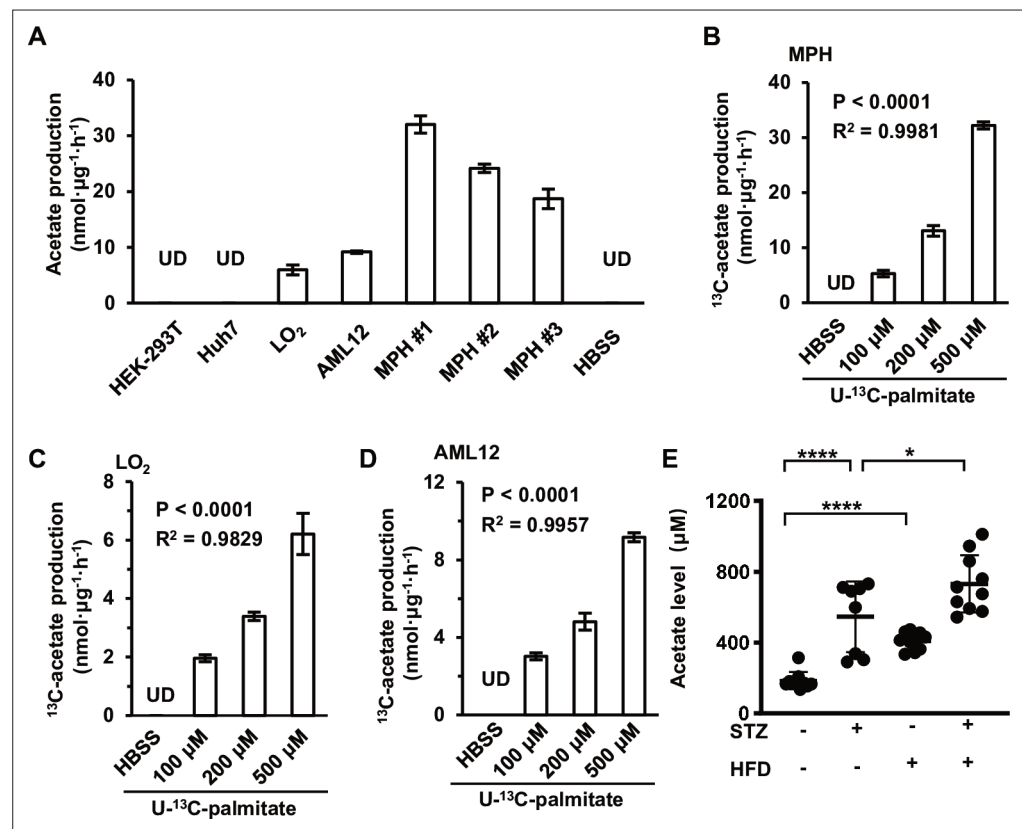 A
Acetate production
(nmol·µg⁻¹·h⁻¹)
40
30
20
10
0
UD
UD
UD
HEK-293T
Huh7
LO₂
AML12
MPH #1
MPH #2
MPH #3
HBSS
B
MPH
¹³C-acetate production
(nmol·µg⁻¹·h⁻¹)
40
30
20
10
0
P < 0.0001
R² = 0.9981
UD
HBSS
100 µM
200 µM
500 µM
U-¹³C-palmitate
C
LO₂
¹³C-acetate production
(nmol·µg⁻¹·h⁻¹)
8
6
4
2
0
P < 0.0001
R² = 0.9829
UD
HBSS
100 µM
200 µM
500 µM
U-¹³C-palmitate
D
AML12
¹³C-acetate production
(nmol·µg⁻¹·h⁻¹)
12
8
4
0
P < 0.0001
R² = 0.9957
UD
HBSS
100 µM
200 µM
500 µM
U-¹³C-palmitate
E
**** *
****
Acetate level (µM)
1200
800
400
0
STZ - + - +
HFD - - + +